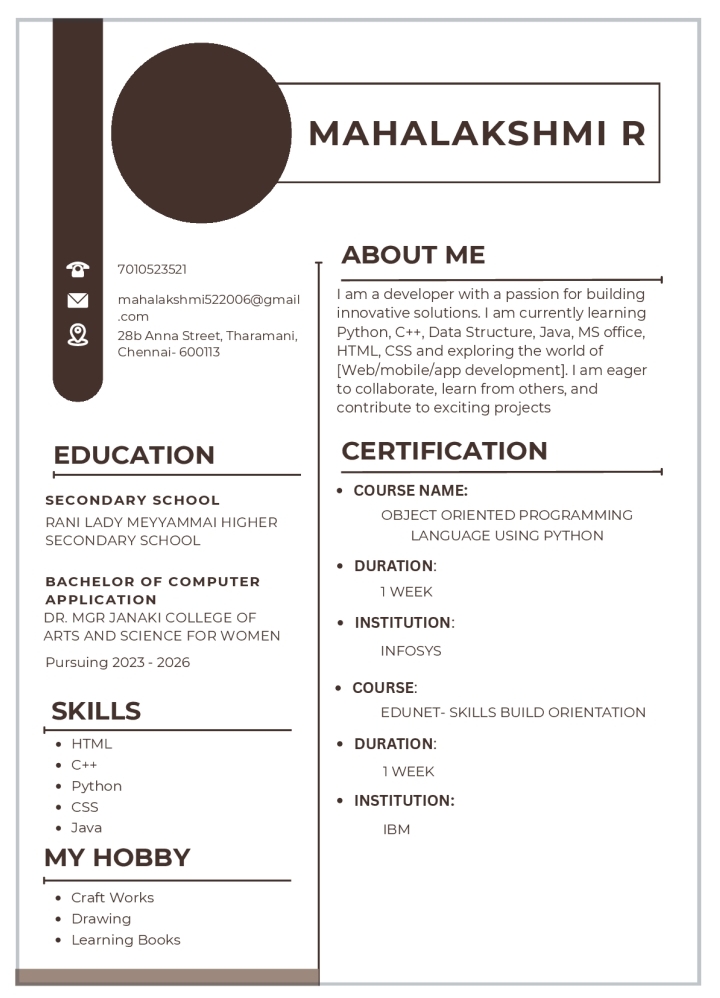 MAHALAKSHMI R
7010523521
mahalakshmi522006@gmail
.com
28b Anna Street, Tharamani,
Chennai- 600113
EDUCATION
SECONDARY SCHOOL
RANI LADY MEYYAMMAI HIGHER
SECONDARY SCHOOL
BACHELOR OF COMPUTER
APPLICATION
DR. MGR JANAKI COLLEGE OF
ARTS AND SCIENCE FOR WOMEN
Pursuing 2023 - 2026
SKILLS
• HTML
• C++
• Python
• CSS
• Java
MY HOBBY
• Craft Works
• Drawing
• Learning Books
ABOUT ME
I am a developer with a passion for building
innovative solutions. I am currently learning
Python, C++, Data Structure, Java, MS office,
HTML, CSS and exploring the world of
[Web/mobile/app development]. I am eager
to collaborate, learn from others, and
contribute to exciting projects
CERTIFICATION
• COURSE NAME:
OBJECT ORIENTED PROGRAMMING
LANGUAGE USING PYTHON
• DURATION:
1 WEEK
• INSTITUTION:
INFOSYS
• COURSE:
EDUNET- SKILLS BUILD ORIENTATION
• DURATION:
1 WEEK
• INSTITUTION:
IBM